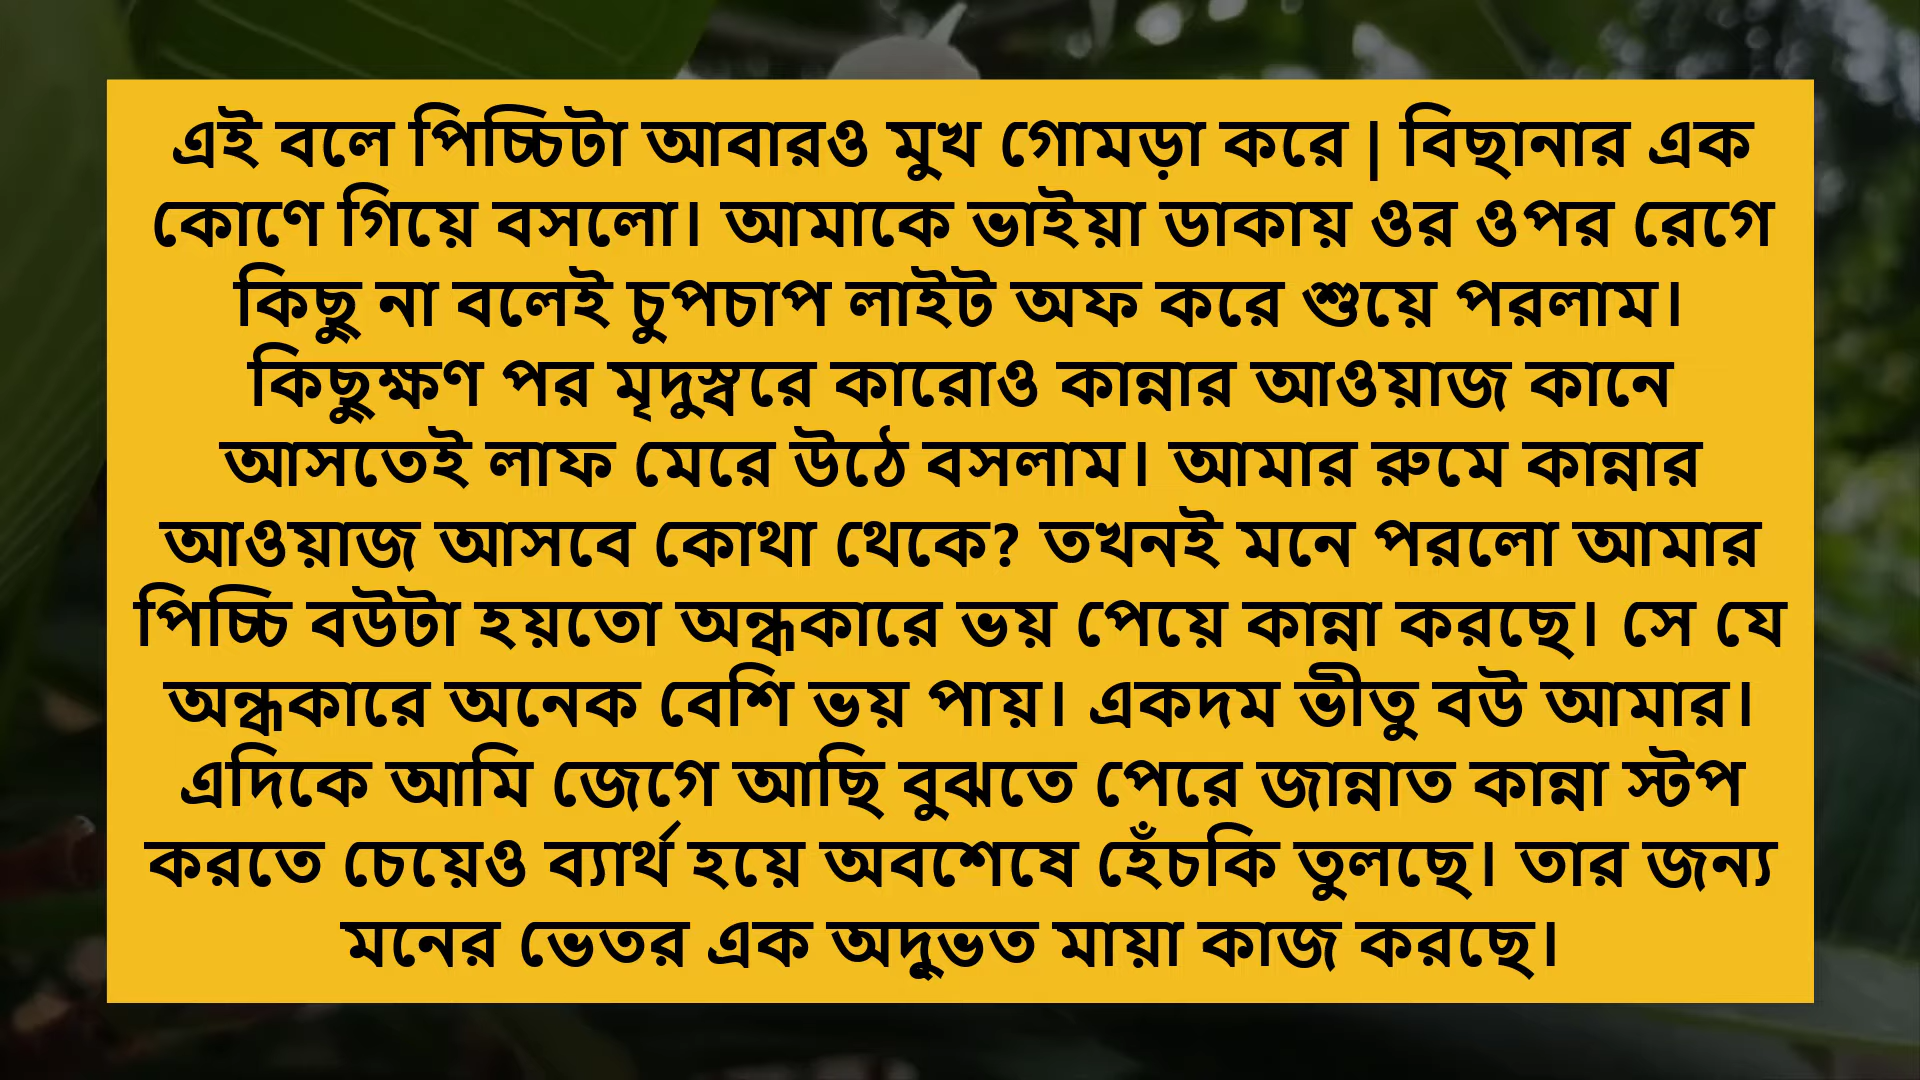 এই বলে পিচ্চিটা আবারও মুখ গোমড়া করে | বিছানার এক
কোণে গিয়ে বসলো। আমাকে ভাইয়া ডাকায় ওর ওপর রেগে
কিছু না বলেই চুপচাপ লাইট অফ করে শুয়ে পরলাম।
কিছুক্ষণ পর মৃদুস্বরে কারোও কান্নার আওয়াজ কানে
আসতেই লাফ মেরে উঠে বসলাম। আমার রুমে কান্নার
আওয়াজ আসবে কোথা থেকে? তখনই মনে পরলো আমার
পিচ্চি বউটা হয়তো অন্ধকারে ভয় পেয়ে কান্না করছে। সে যে
অন্ধকারে অনেক বেশি ভয় পায়। একদম ভীতু বউ আমার।
এদিকে আমি জেগে আছি বুঝতে পেরে জান্নাত কান্না স্টপ
করতে চেয়েও ব্যার্থ হয়ে অবশেষে হেঁচকি তুলছে। তার জন্য
মনের ভেতর এক অদ্ভুত মায়া কাজ করছে।